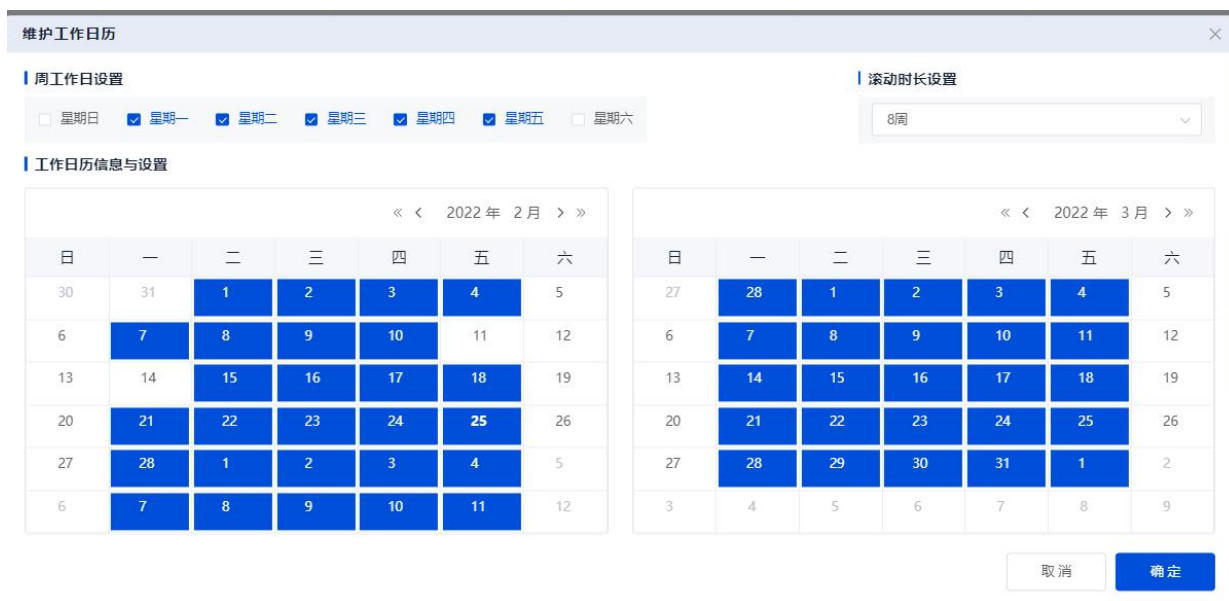 维护工作日历
周工作日设置 滚动时长设置
星期日 星期一 星期二 星期三 星期四 星期五 星期六 8周
工作日历信息与设置
2022 年 2 月 2022 年 3 月
日 一 二 三 四 五 六 日 一 二 三 四 五 六
30 31 1 2 3 4 5 27 28 1 2 3 4 5
6 7 8 9 10 11 12 6 7 8 9 10 11 12
13 14 15 16 17 18 19 13 14 15 16 17 18 19
20 21 22 23 24 25 26 20 21 22 23 24 25 26
27 28 1 2 3 4 5 27 28 29 30 31 1 2
6 7 8 9 10 11 12 3 4 5 6 7 8 9
取消 确定